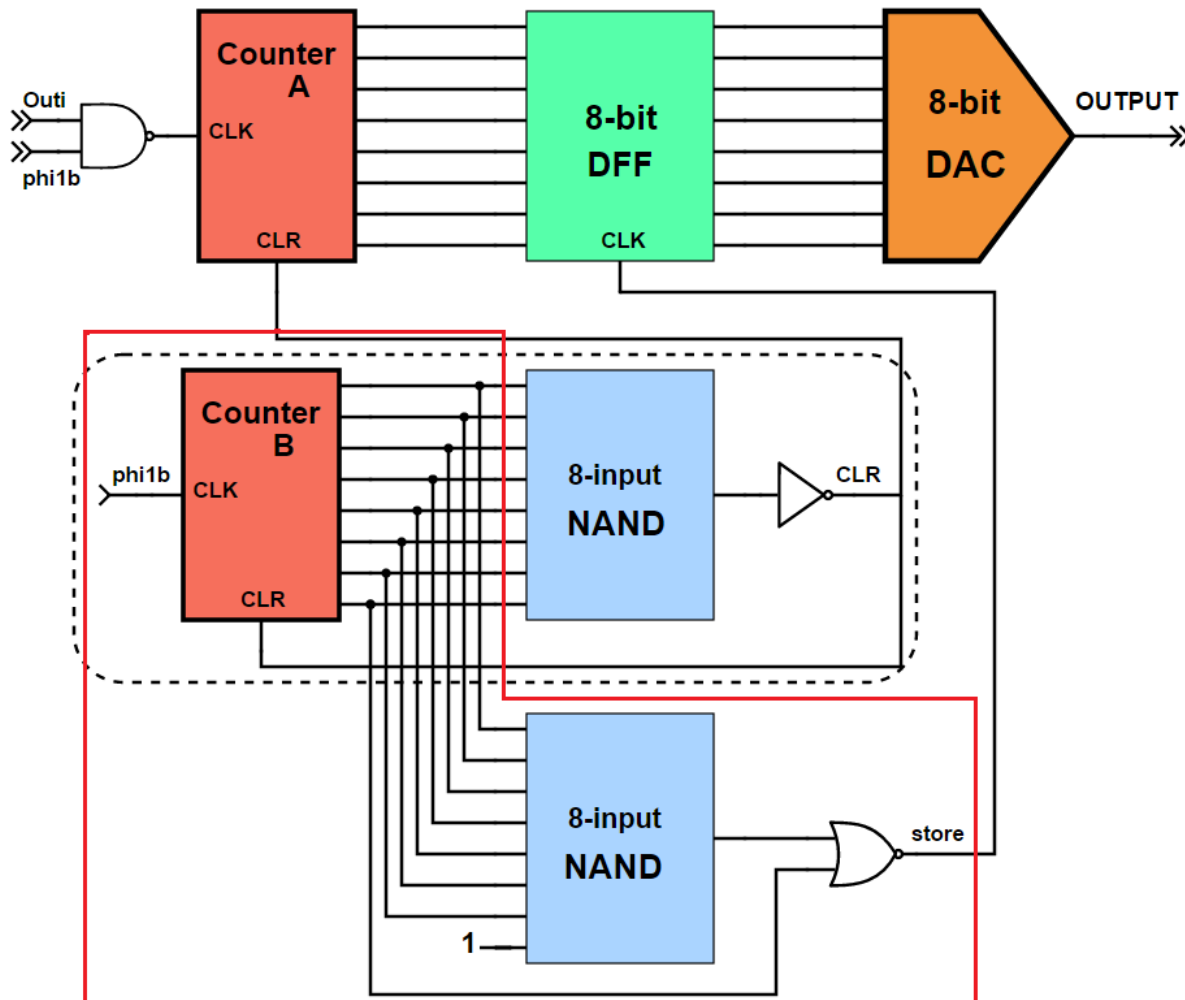 Counter
A
Outi
phi1b
CLK
CLR
8-bit
DFF
CLK
8-bit
DAC
OUTPUT
Counter
B
phi1b
CLK
CLR
8-input
NAND
CLR
8-input
NAND
1
store